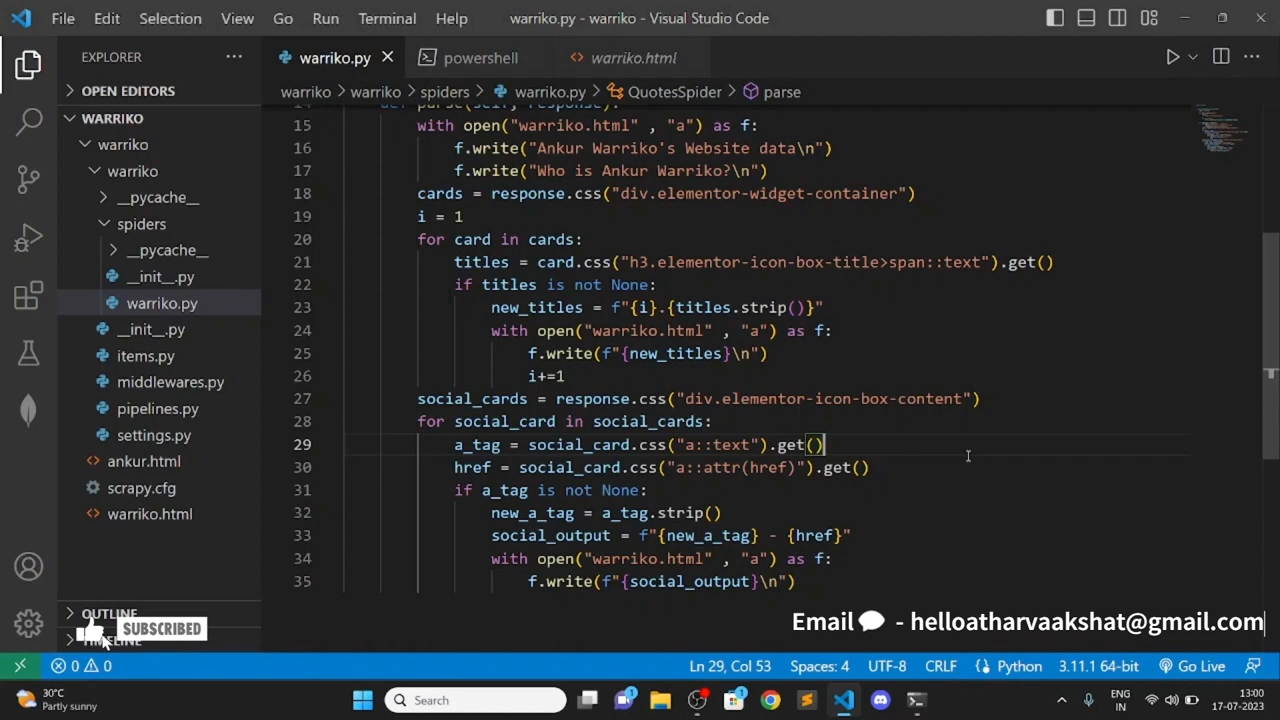 File Edit Selection View Go Run Terminal Help warriko.py - warriko - Visual Studio Code
EXPLORER
OPEN EDITORS
WARRIKO
warriko
warriko
__pycache__
spiders
__pycache__
__init__.py
warriko.py
__init__.py
items.py
middlewares.py
pipelines.py
settings.py
ankur.html
scrapy.cfg
warriko.html
OUTLINE
TIMELINE
SUBSCRIBED
warriko.py powershell warriko.html
warriko > warriko > spiders > warriko.py > QuotesSpider > parse
14 def parse(self, response):
15 with open("warriko.html" , "a") as f:
16 f.write("Ankur Warriko's Website data\n")
17 f.write("Who is Ankur Warriko?\n")
18 cards = response.css("div.elementor-widget-container")
19 i = 1
20 for card in cards:
21 titles = card.css("h3.elementor-icon-box-title>span::text").get()
22 if titles is not None:
23 new_titles = f"{i}.{titles.strip()}"
24 with open("warriko.html" , "a") as f:
25 f.write(f"{new_titles}\n")
26 i+=1
27 social_cards = response.css("div.elementor-icon-box-content")
28 for social_card in social_cards:
29 a_tag = social_card.css("a::text").get()
30 href = social_card.css("a::attr(href)").get()
31 if a_tag is not None:
32 new_a_tag = a_tag.strip()
33 social_output = f"{new_a_tag} - {href}"
34 with open("warriko.html" , "a") as f:
35 f.write(f"{social_output}\n")
Email - helloatharvaakshat@gmail.com
0 0 Ln 29, Col 53 Spaces: 4 UTF-8 CRLF Python 3.11.1 64-bit Go Live
30°C
Partly sunny
Search
ENG
IN
13:00
17-07-2023